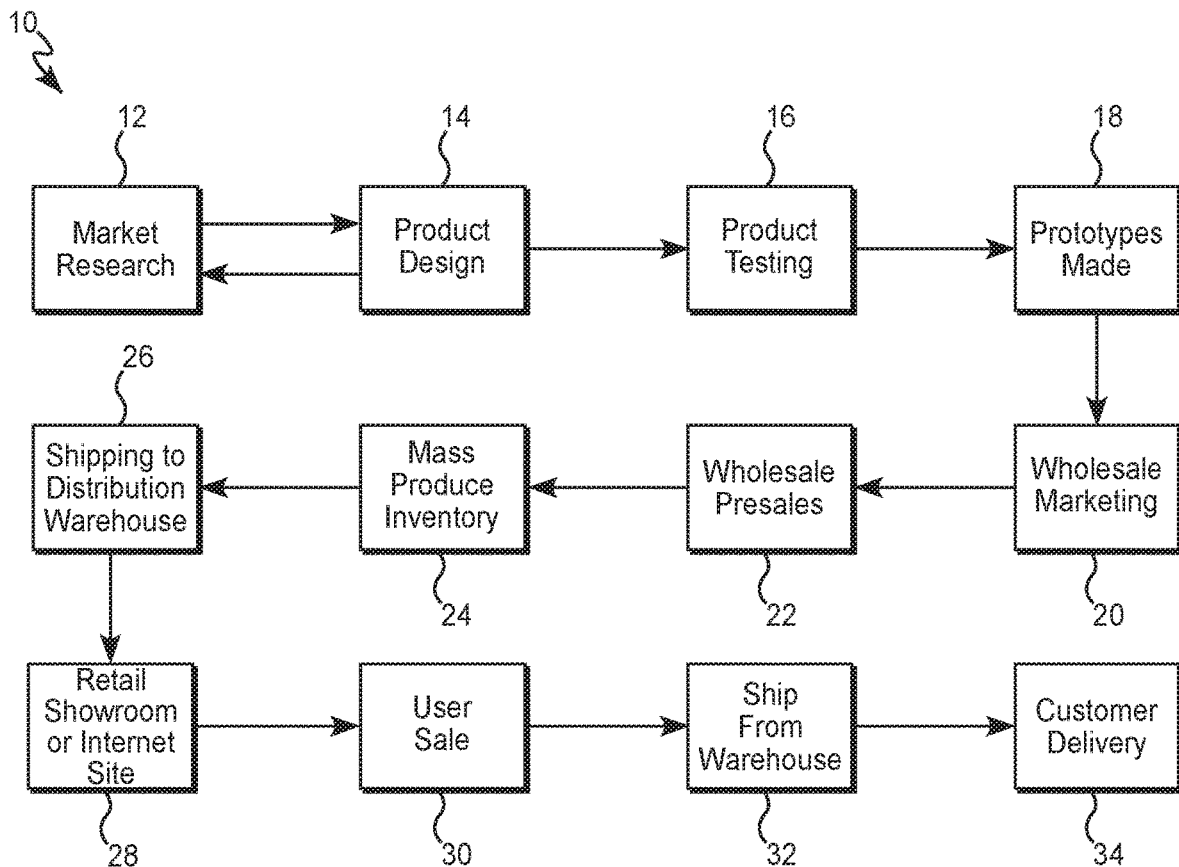 10
12
14
16
18
Market
Research
Product
Design
Product
Testing
Prototypes
Made
26
Shipping to
Distribution
Warehouse
Mass
Produce
Inventory
Wholesale
Presales
Wholesale
Marketing
24
22
20
Retail
Showroom
or Internet
Site
User
Sale
Ship
From
Warehouse
Customer
Delivery
28
30
32
34